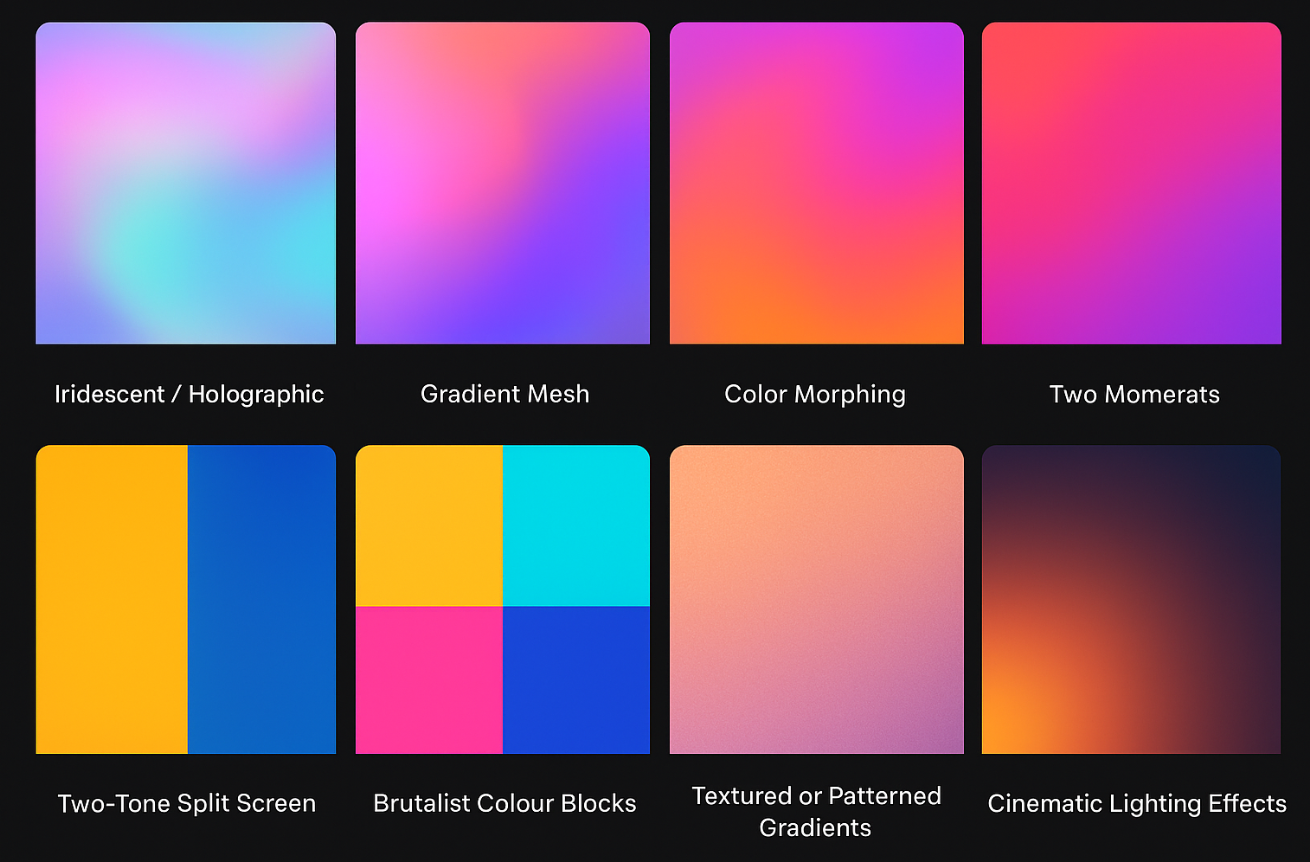 Iridescent / Holographic
Gradient Mesh
Color Morphing
Two Momerats
Two-Tone Split Screen
Brutalist Colour Blocks
Textured or Patterned
Gradients
Cinematic Lighting Effects